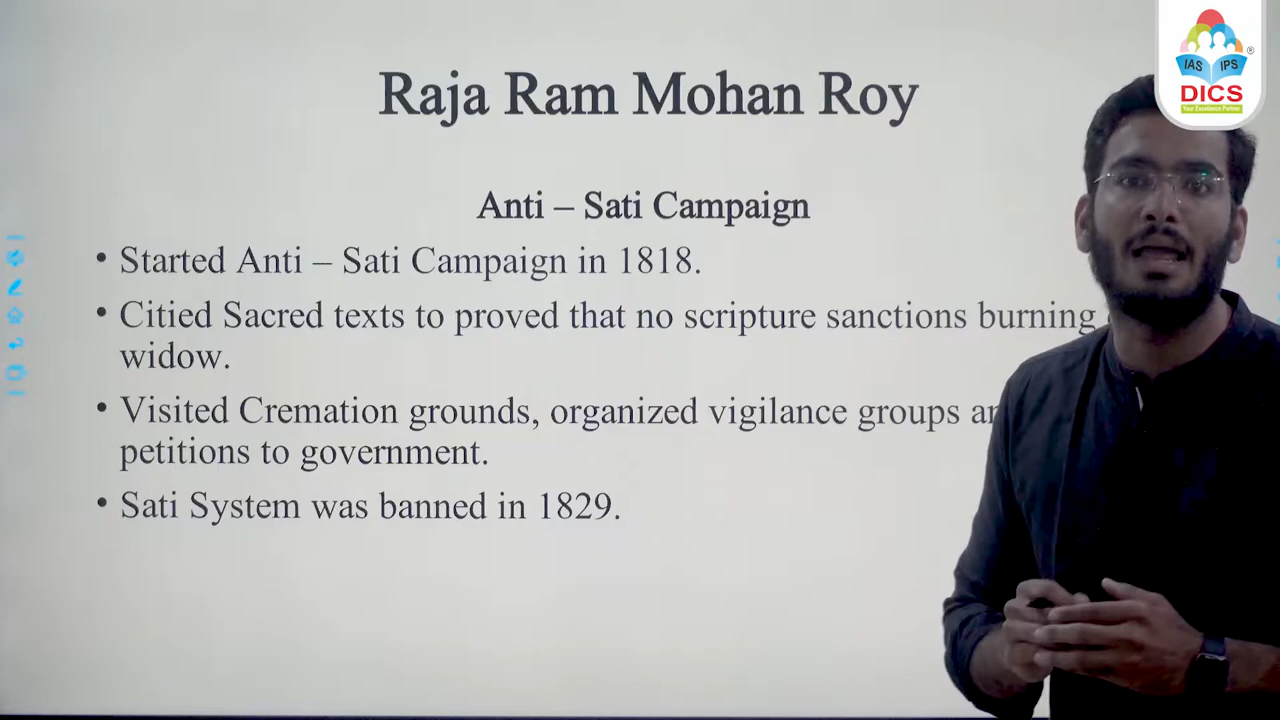 IAS IPS
DICS
Your Excellence Partner
Raja Ram Mohan Roy
Anti – Sati Campaign
• Started Anti – Sati Campaign in 1818.
• Citied Sacred texts to proved that no scripture sanctions burning
widow.
• Visited Cremation grounds, organized vigilance groups
petitions to government.
• Sati System was banned in 1829.